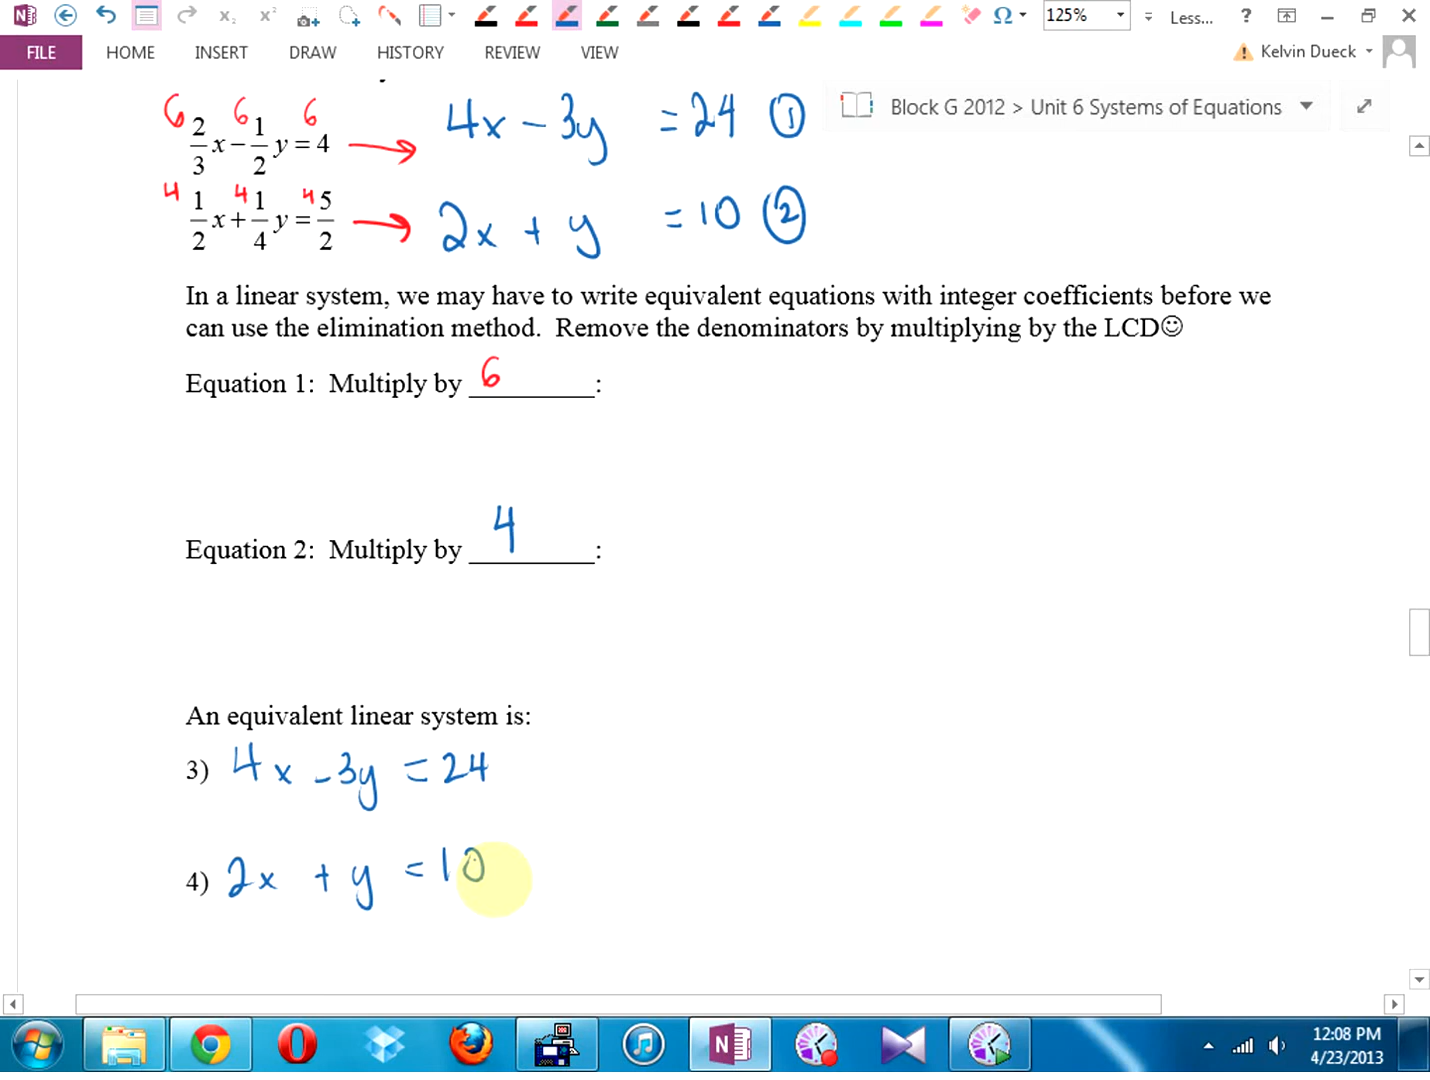 x₂ x² Ω 125% Less... ?
FILE HOME INSERT DRAW HISTORY REVIEW VIEW Kelvin Dueck
Block G 2012 > Unit 6 Systems of Equations
6 2/3 x − 6 1/2 y = 6 4 → 4x − 3y = 24 ①
4 1/2 x + 4 1/4 y = 4 5/2 → 2x + y = 10 ②
In a linear system, we may have to write equivalent equations with integer coefficients before we
can use the elimination method. Remove the denominators by multiplying by the LCD☺
Equation 1: Multiply by 6:
Equation 2: Multiply by 4:
An equivalent linear system is:
3) 4x − 3y = 24
4) 2x + y = 10
12:08 PM
4/23/2013